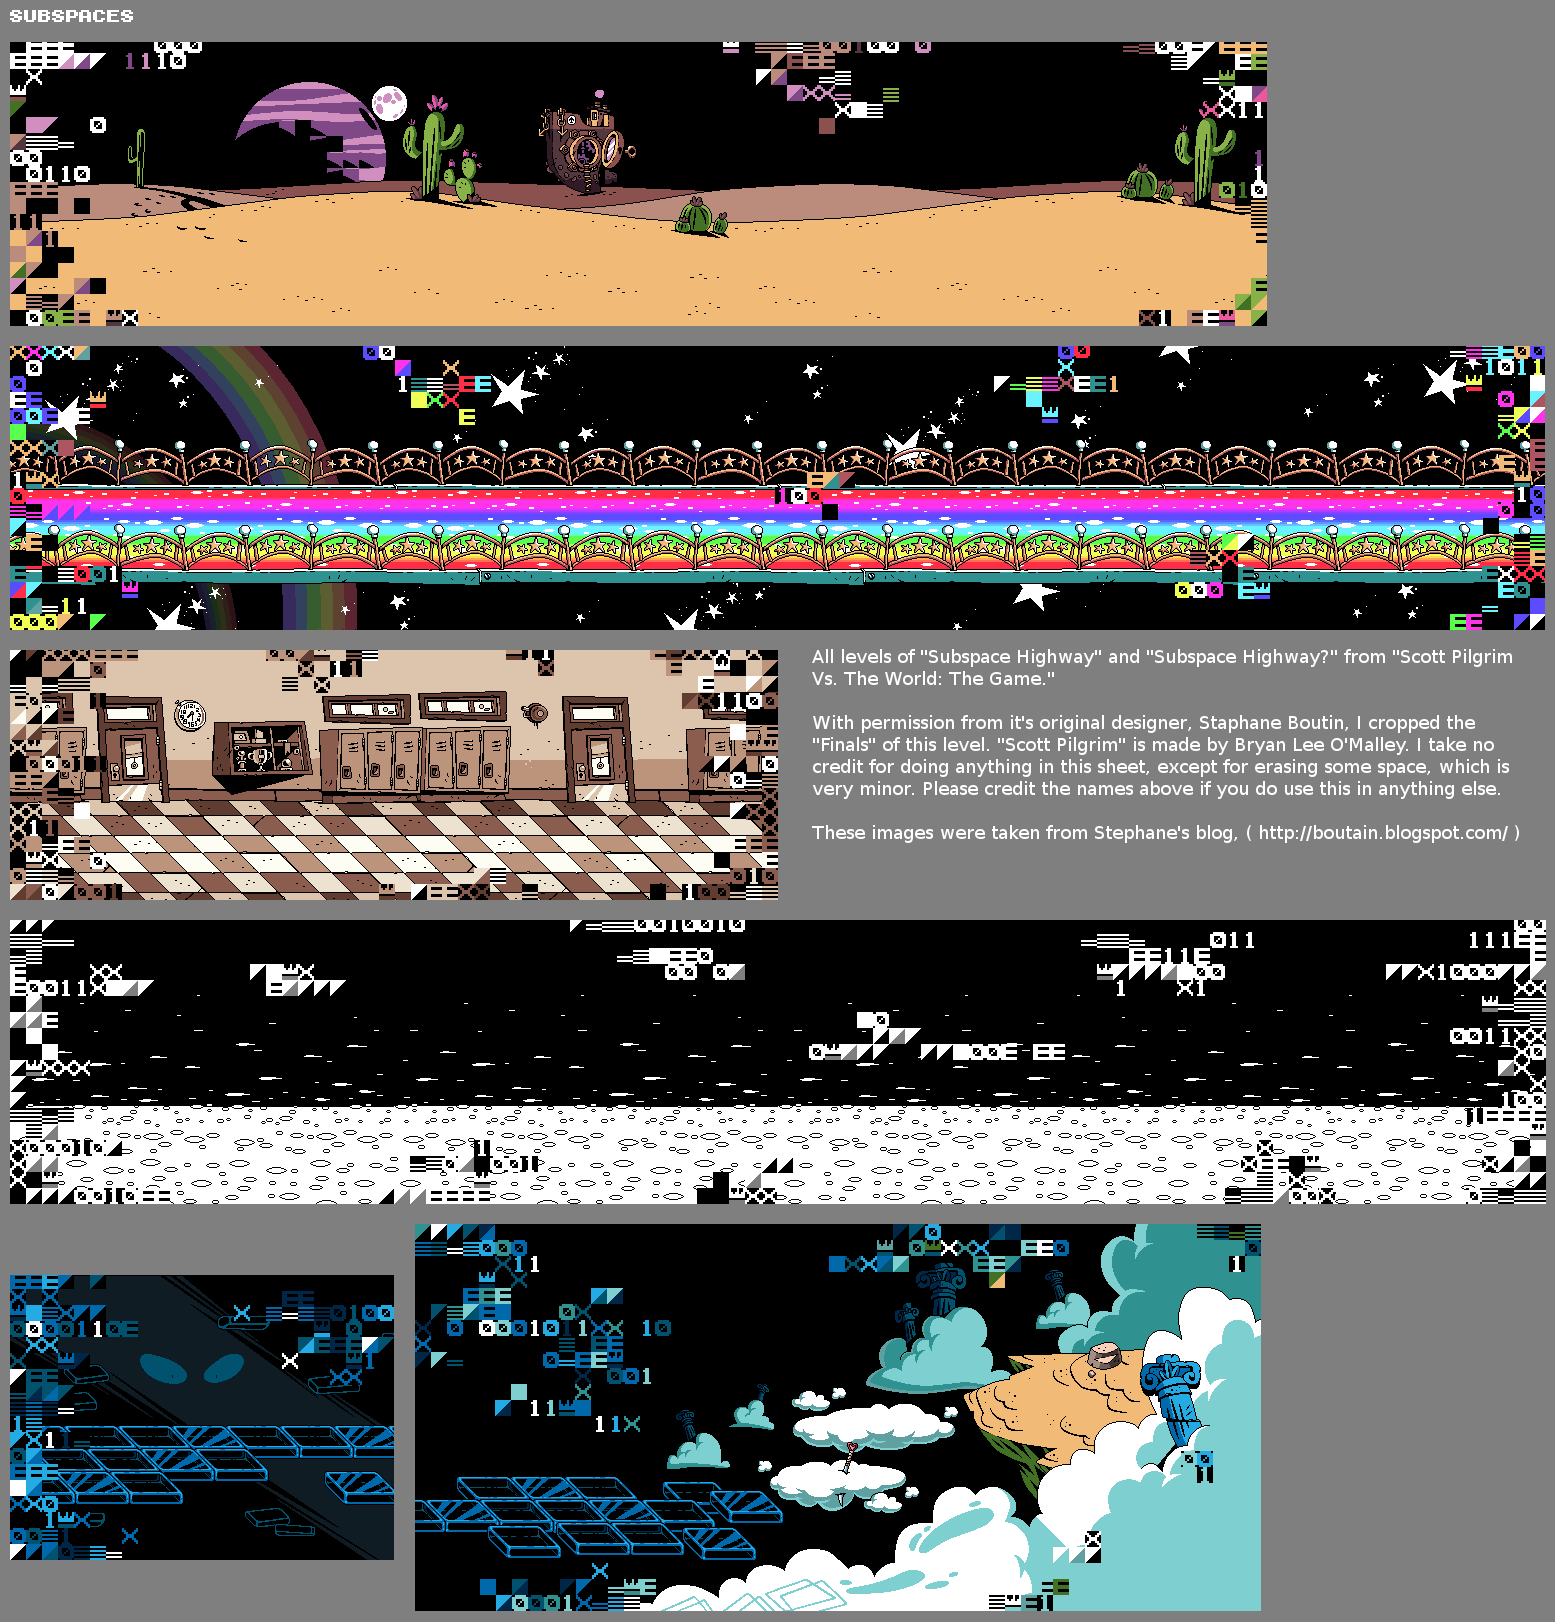 SUBSPACES
All levels of "Subspace Highway" and "Subspace Highway?" from "Scott Pilgrim
Vs. The World: The Game."
With permission from it's original designer, Staphane Boutin, I cropped the
"Finals" of this level. "Scott Pilgrim" is made by Bryan Lee O'Malley. I take no
credit for doing anything in this sheet, except for erasing some space, which is
very minor. Please credit the names above if you do use this in anything else.
These images were taken from Stephane's blog, ( http://boutain.blogspot.com/ )